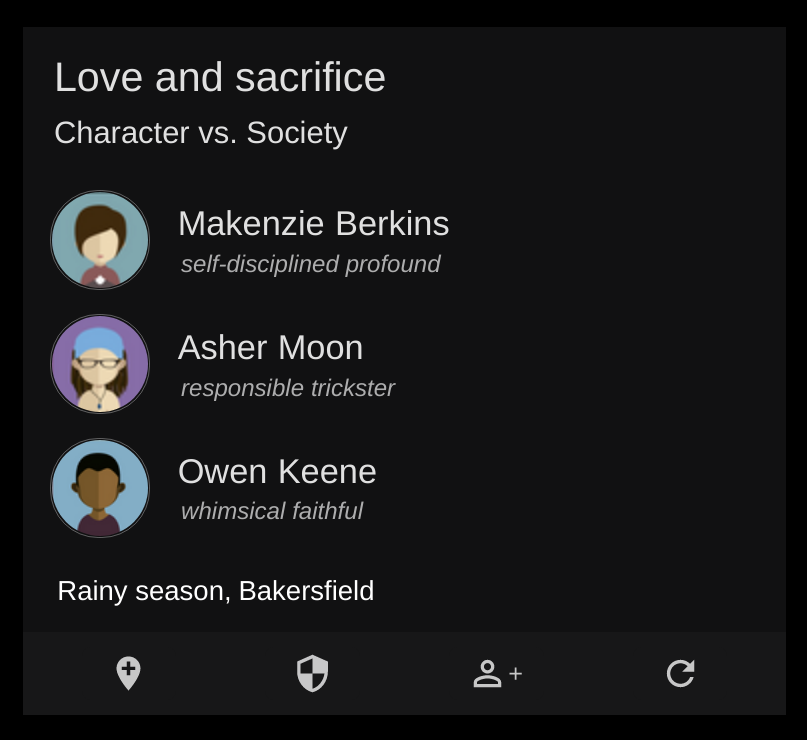 Love and sacrifice
Character vs. Society
Makenzie Berkins
self-disciplined profound
Asher Moon
responsible trickster
Owen Keene
whimsical faithful
Rainy season, Bakersfield